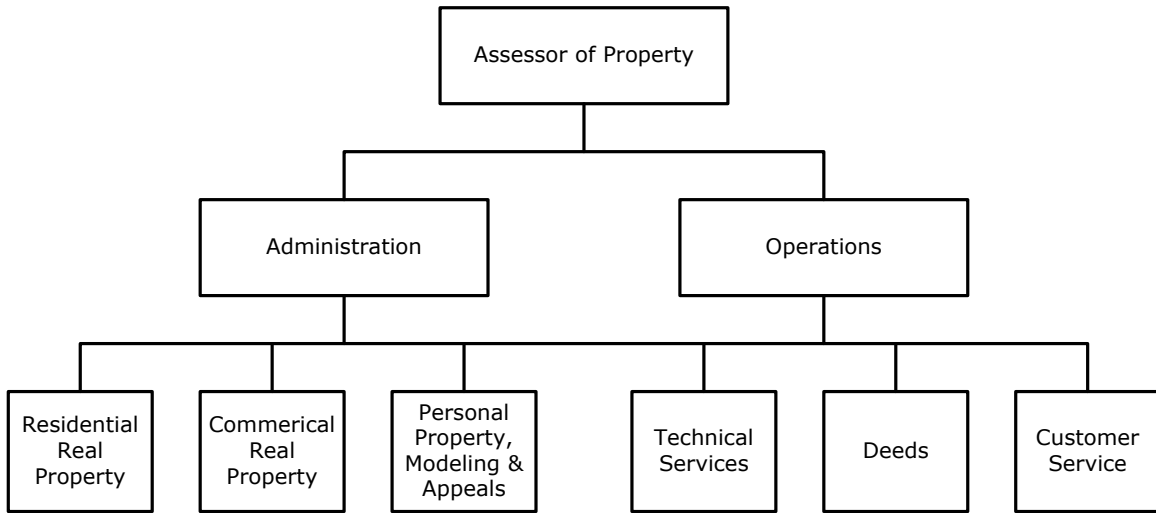 Assessor of Property
Administration
Operations
Residential
Real
Property
Commerical
Real
Property
Personal
Property,
Modeling &
Appeals
Technical
Services
Deeds
Customer
Service